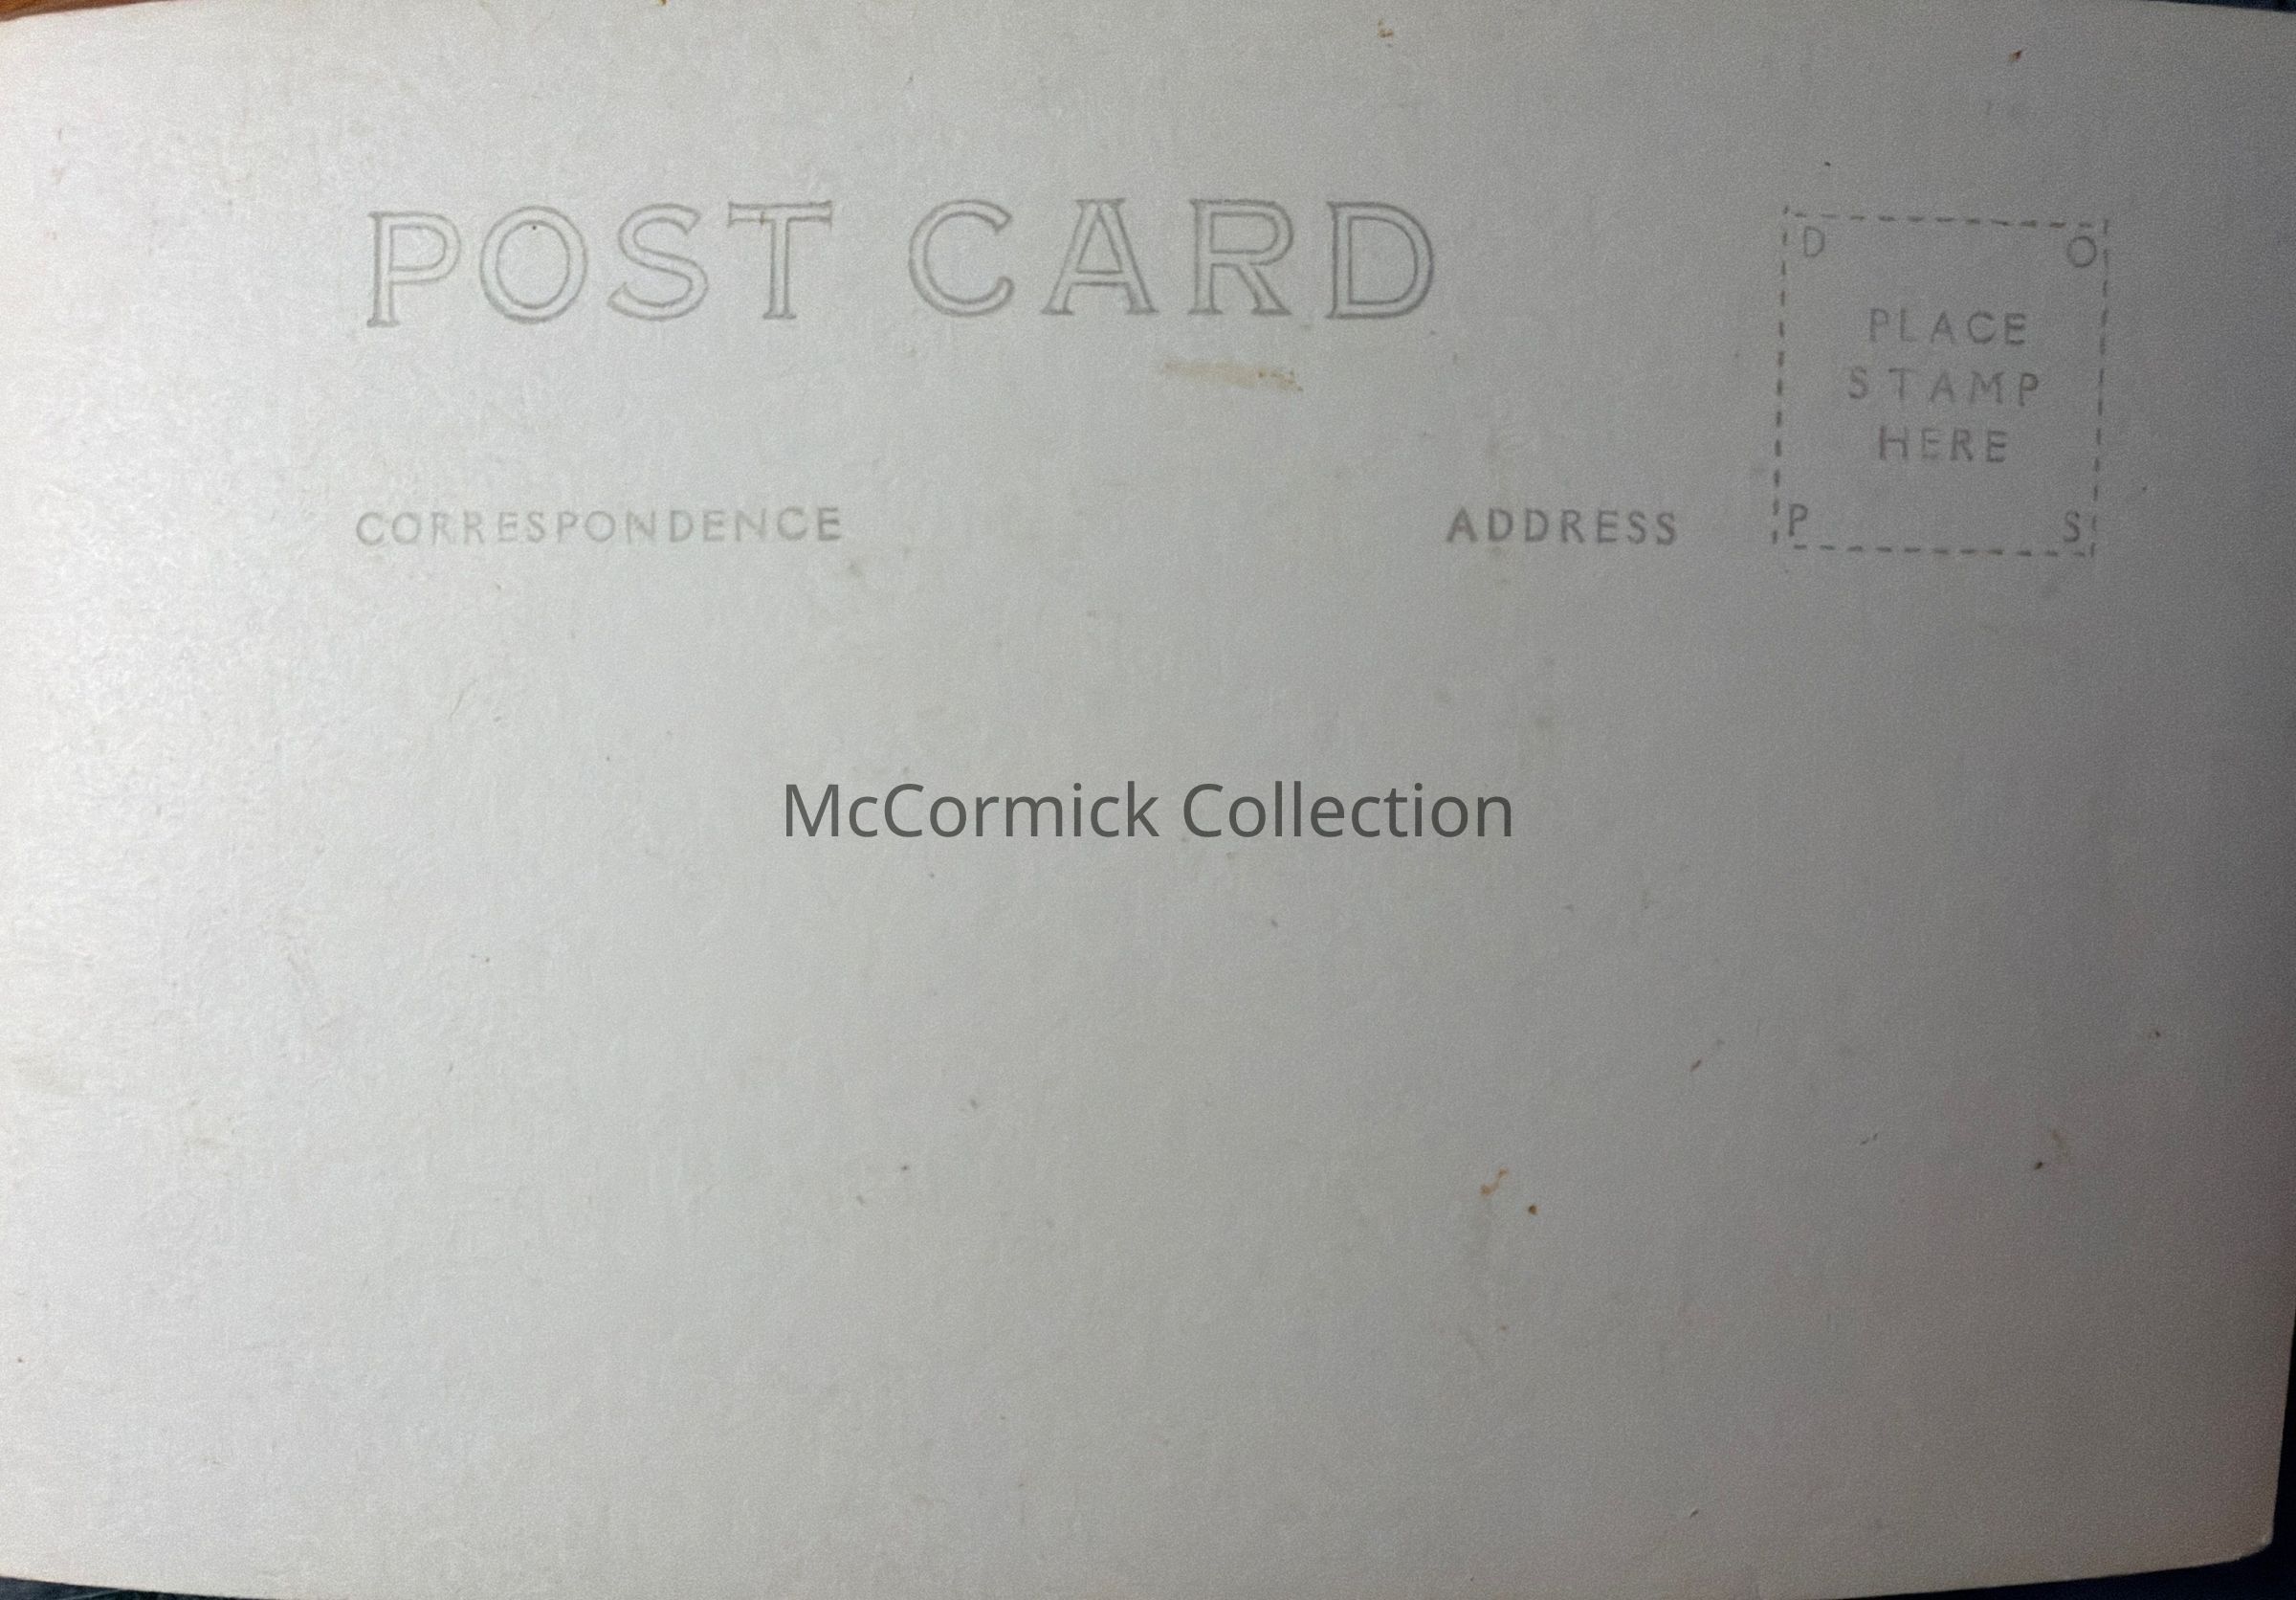 POST CARD
D O
PLACE
STAMP
HERE
P S
CORRESPONDENCE
ADDRESS
McCormick Collection